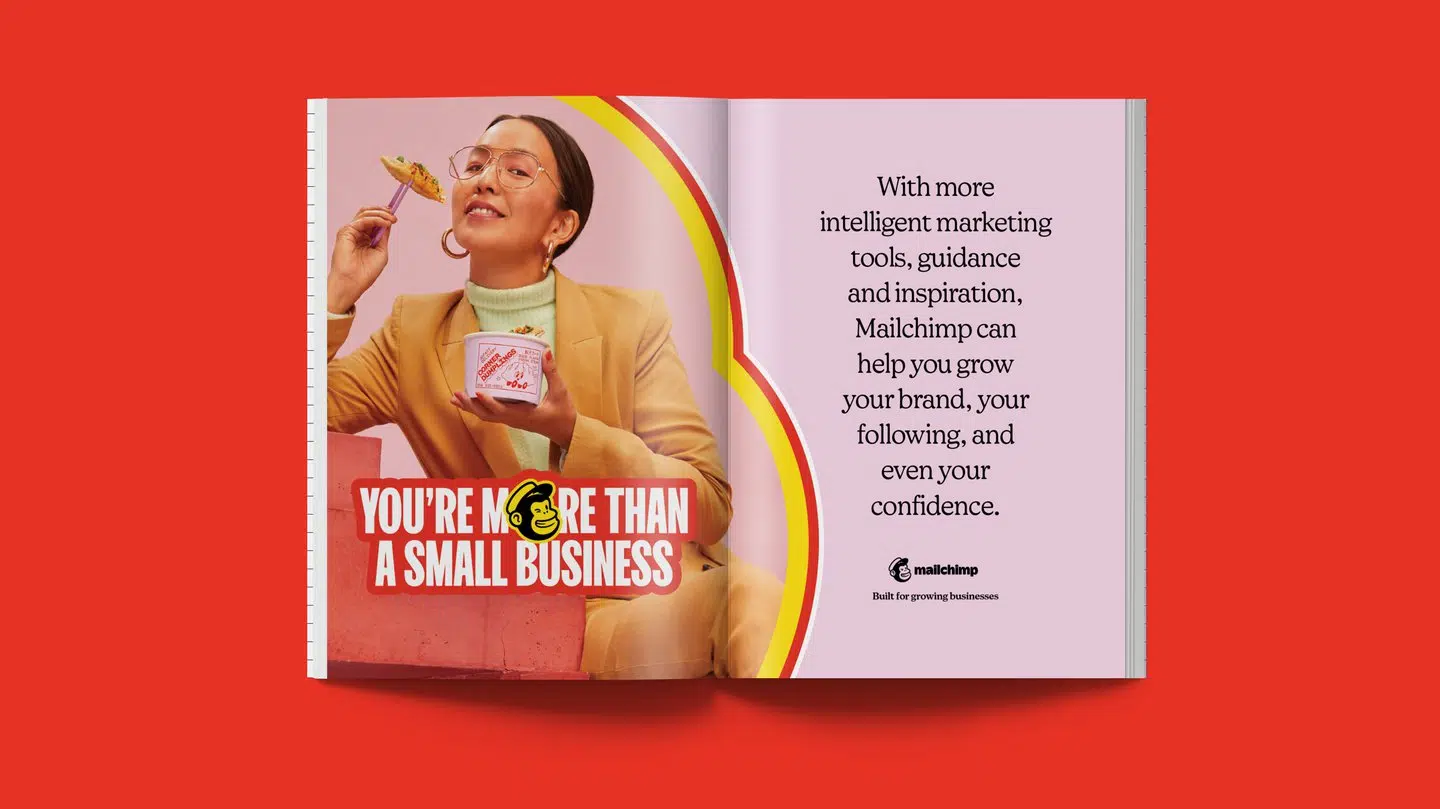 CORNER
DUMPLINGS
YOU'RE MORE THAN
A SMALL BUSINESS
With more
intelligent marketing
tools, guidance
and inspiration,
Mailchimp can
help you grow
your brand, your
following, and
even your
confidence.
mailchimp
Built for growing businesses